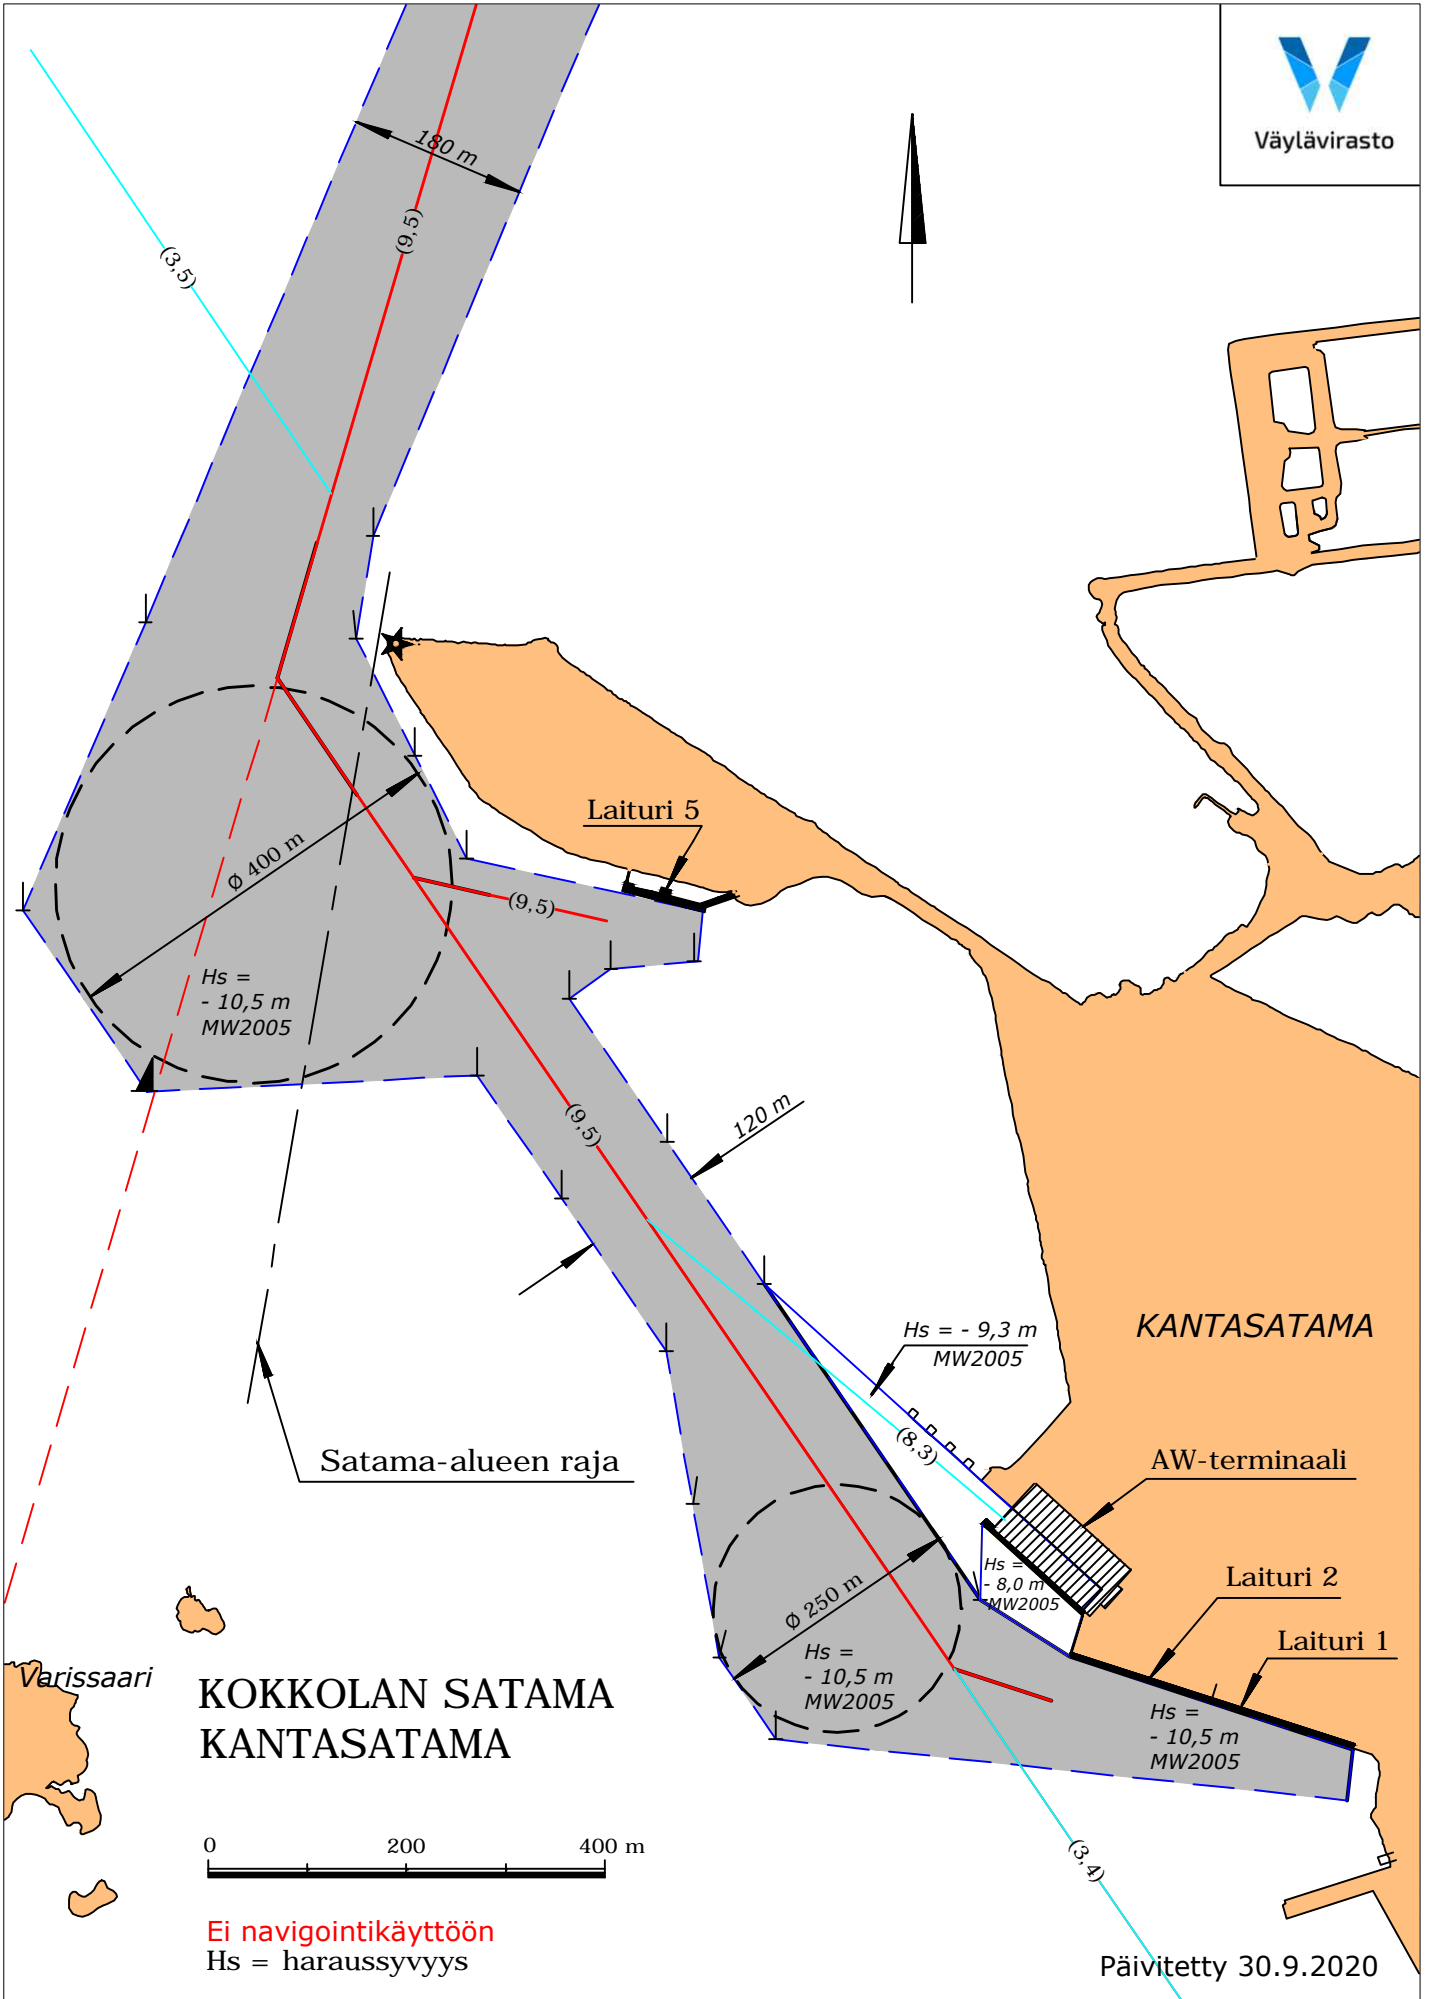 Väylävirasto
180 m
(9,5)
(3,5)
Laituri 5
Ø 400 m
(9,5)
Hs =
- 10,5 m
MW2005
(9,5)
120 m
Hs = - 9,3 m
MW2005
KANTASATAMA
(8,3)
Satama-alueen raja
AW-terminaali
Hs =
- 8,0 m
MW2005
Laituri 2
Ø 250 m
Laituri 1
Hs =
- 10,5 m
MW2005
Varissaari
KOKKOLAN SATAMA
KANTASATAMA
Hs =
- 10,5 m
MW2005
0 200 400 m
(3,4)
Ei navigointikäyttöön
Hs = haraussyvyys
Päivitetty 30.9.2020